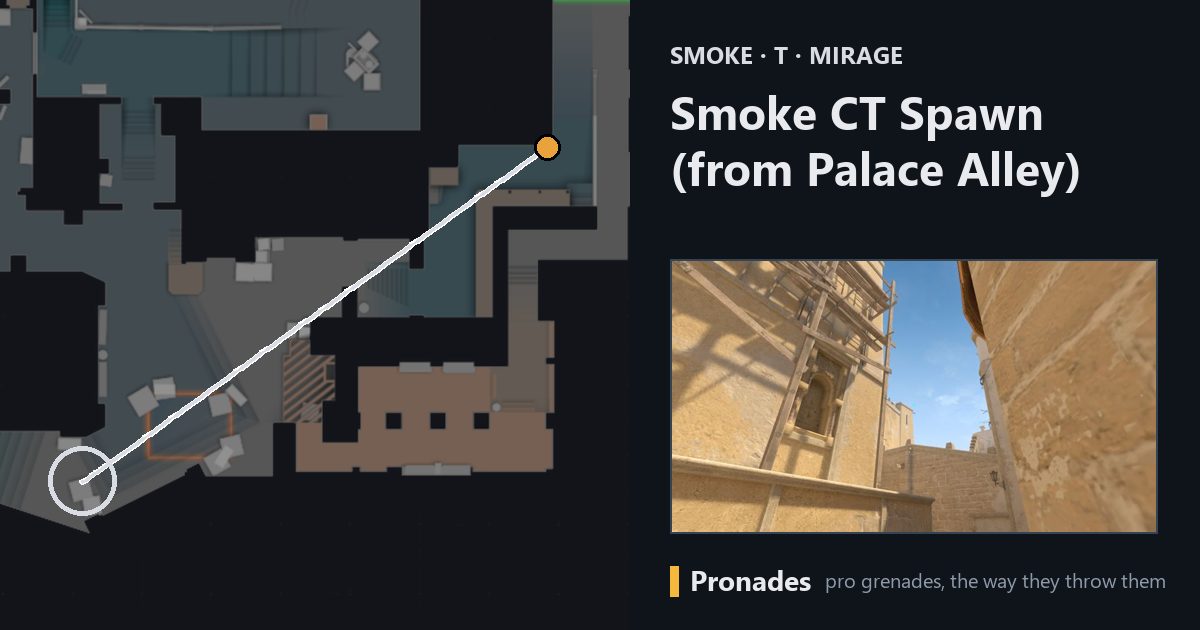 SMOKE · T · MIRAGE
Smoke CT Spawn
(from Palace Alley)
Pronades pro grenades, the way they throw them